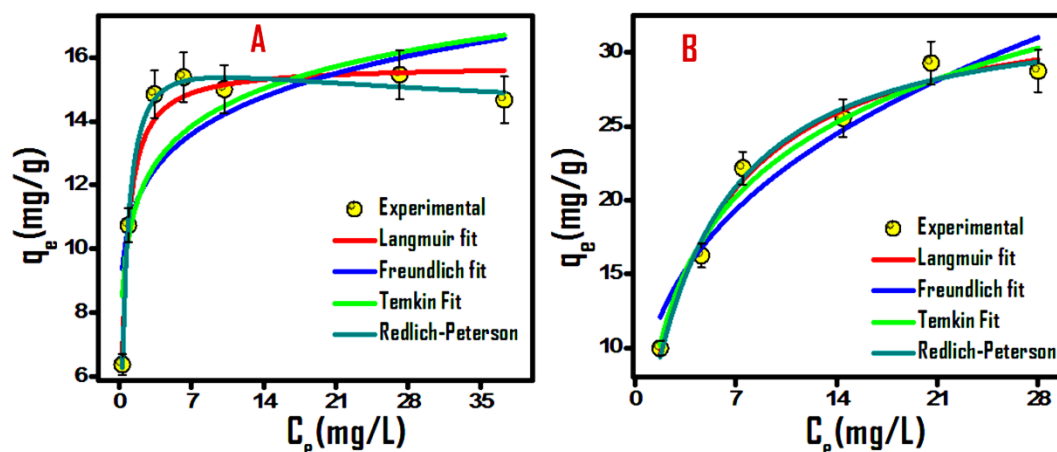 A
16
14
12
10
8
6
q_e (mg/g)
Experimental
Langmuir fit
Freundlich fit
Temkin Fit
Redlich-Peterson
0 7 14 21 28 35
C_e (mg/L)
B
30
25
20
15
10
q_e (mg/g)
Experimental
Langmuir fit
Freundlich fit
Temkin Fit
Redlich-Peterson
0 7 14 21 28
C_e (mg/L)